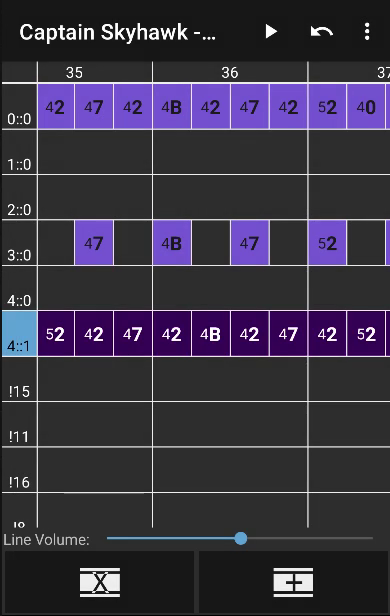 Captain Skyhawk -...
35 36 37
0::0 42 47 42 4B 42 47 42 52 40
1::0
2::0
3::0 47 4B 47 52
4::0
4::1 52 42 47 42 4B 42 47 42 52
!15
!11
!16
Line Volume:
X +